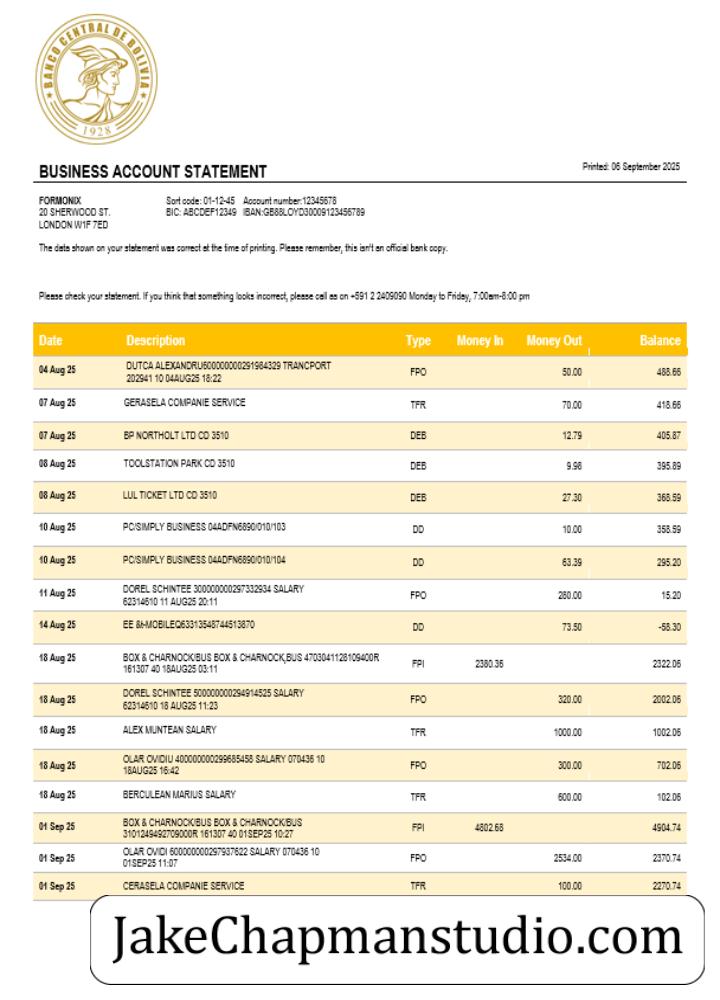 BANCO CENTRAL DE BOLIVIA
1928
BUSINESS ACCOUNT STATEMENT
Printed: 06 September 2025
FORMONIX
20 SHERWOOD ST.
LONDON W1F 7ED
Sort code: 01-12-45 Account number:12345678
BIC: ABCDEF12349 IBAN:GB88LOYD30009123456789
The data shown on your statement was correct at the time of printing. Please remember, this isn't an official bank copy.
Please check your statement. If you think that something looks incorrect, please call as on +591 2 2409090 Monday to Friday, 7:00am-8:00 pm
Date Description Type Money In Money Out Balance
04 Aug 25 DUTCA ALEXANDRU600000000291984329 TRANCPORT
202941 10 04AUG25 18:22 FPO 50.00 488.66
07 Aug 25 GERASELA COMPANIE SERVICE TFR 70.00 418.66
07 Aug 25 BP NORTHOLT LTD CD 3510 DEB 12.79 405.87
08 Aug 25 TOOLSTATION PARK CD 3510 DEB 9.98 395.89
08 Aug 25 LUL TICKET LTD CD 3510 DEB 27.30 368.59
10 Aug 25 PC/SIMPLY BUSINESS 04ADFN6890/010/103 DD 10.00 358.59
10 Aug 25 PC/SIMPLY BUSINESS 04ADFN6890/010/104 DD 63.39 295.20
11 Aug 25 DOREL SCHINTEE 300000000297332934 SALARY
62314610 11 AUG25 20:11 FPO 280.00 15.20
14 Aug 25 EE &t-MOBILEQ63313548744513870 DD 73.50 -58.30
18 Aug 25 BOX & CHARNOCK/BUS BOX & CHARNOCK,BUS 4703041128109400R
161307 40 18AUG25 03:11 FPI 2380.36 2322.06
18 Aug 25 DOREL SCHINTEE 500000000294914525 SALARY
62314610 18 AUG25 11:23 FPO 320.00 2002.06
18 Aug 25 ALEX MUNTEAN SALARY TFR 1000.00 1002.06
18 Aug 25 OLAR OVIDIU 400000000299685458 SALARY 070436 10
18AUG25 16:42 FPO 300.00 702.06
18 Aug 25 BERCULEAN MARIUS SALARY TFR 600.00 102.06
01 Sep 25 BOX & CHARNOCK/BUS BOX & CHARNOCK/BUS
3101249492709000R 161307 40 01SEP25 10:27 FPI 4802.68 4904.74
01 Sep 25 OLAR OVIDI 600000000297937622 SALARY 070436 10
01SEP25 11:07 FPO 2534.00 2370.74
01 Sep 25 CERASELA COMPANIE SERVICE TFR 100.00 2270.74
JakeChapmanstudio.com